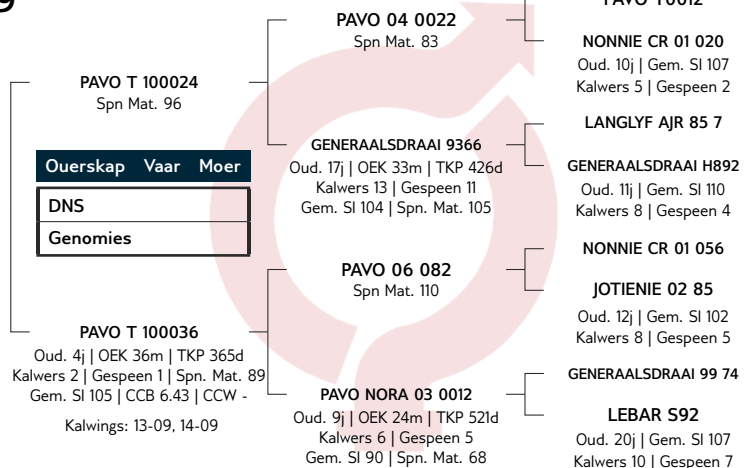 PAVO T 100024
Spn Mat. 96
Ouerskap Vaar Moer
DNS
Genomies
PAVO T 100036
Oud. 4j | OEK 36m | TKP 365d
Kalwers 2 | Gespeen 1 | Spn. Mat. 89
Gem. SI 105 | CCB 6.43 | CCW -
Kalwings: 13-09, 14-09
PAVO 04 0022
Spn Mat. 83
GENERAALSDRAAI 9366
Oud. 17j | OEK 33m | TKP 426d
Kalwers 13 | Gespeen 11
Gem. SI 104 | Spn. Mat. 105
PAVO 06 082
Spn Mat. 110
PAVO NORA 03 0012
Oud. 9j | OEK 24m | TKP 521d
Kalwers 6 | Gespeen 5
Gem. SI 90 | Spn. Mat. 68
NONNIE CR 01 020
Oud. 10j | Gem. SI 107
Kalwers 5 | Gespeen 2
LANGLYF AJR 85 7
GENERAALSDRAAI H892
Oud. 11j | Gem. SI 110
Kalwers 8 | Gespeen 4
NONNIE CR 01 056
JOTIENIE 02 85
Oud. 12j | Gem. SI 102
Kalwers 8 | Gespeen 5
GENERAALSDRAAI 99 74
LEBAR S92
Oud. 20j | Gem. SI 107
Kalwers 10 | Gespeen 7